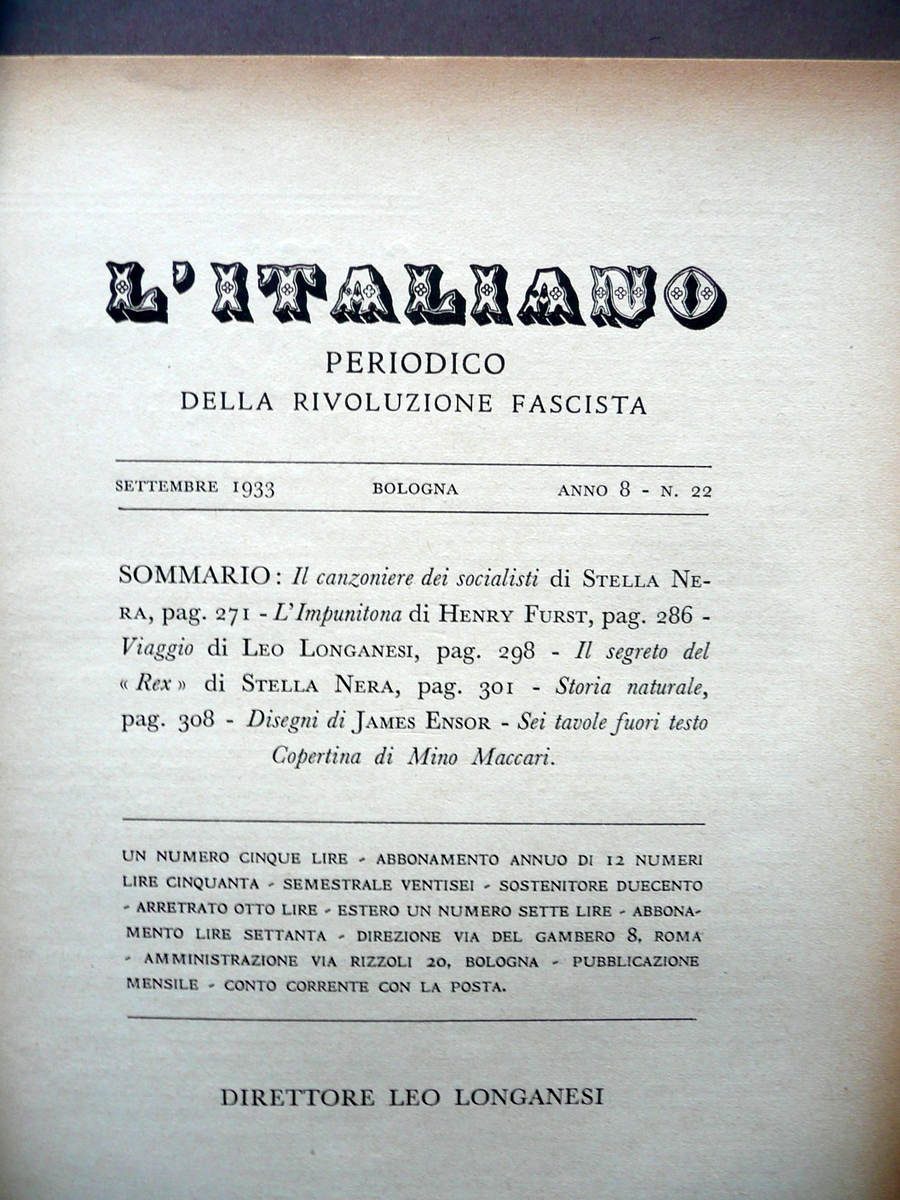 L'ITALIANO
PERIODICO
DELLA RIVOLUZIONE FASCISTA
SETTEMBRE 1933 BOLOGNA ANNO 8 - N. 22
SOMMARIO: Il canzoniere dei socialisti di STELLA NE-
RA, pag. 271 - L'Impunitona di HENRY FURST, pag. 286 -
Viaggio di LEO LONGANESI, pag. 298 - Il segreto del
« Rex » di STELLA NERA, pag. 301 - Storia naturale,
pag. 308 - Disegni di JAMES ENSOR - Sei tavole fuori testo
Copertina di Mino Maccari.
UN NUMERO CINQUE LIRE - ABBONAMENTO ANNUO DI 12 NUMERI
LIRE CINQUANTA - SEMESTRALE VENTISEI - SOSTENITORE DUECENTO
- ARRETRATO OTTO LIRE - ESTERO UN NUMERO SETTE LIRE - ABBONA-
MENTO LIRE SETTANTA - DIREZIONE VIA DEL GAMBERO 8, ROMA
- AMMINISTRAZIONE VIA RIZZOLI 20, BOLOGNA - PUBBLICAZIONE
MENSILE - CONTO CORRENTE CON LA POSTA.
DIRETTORE LEO LONGANESI